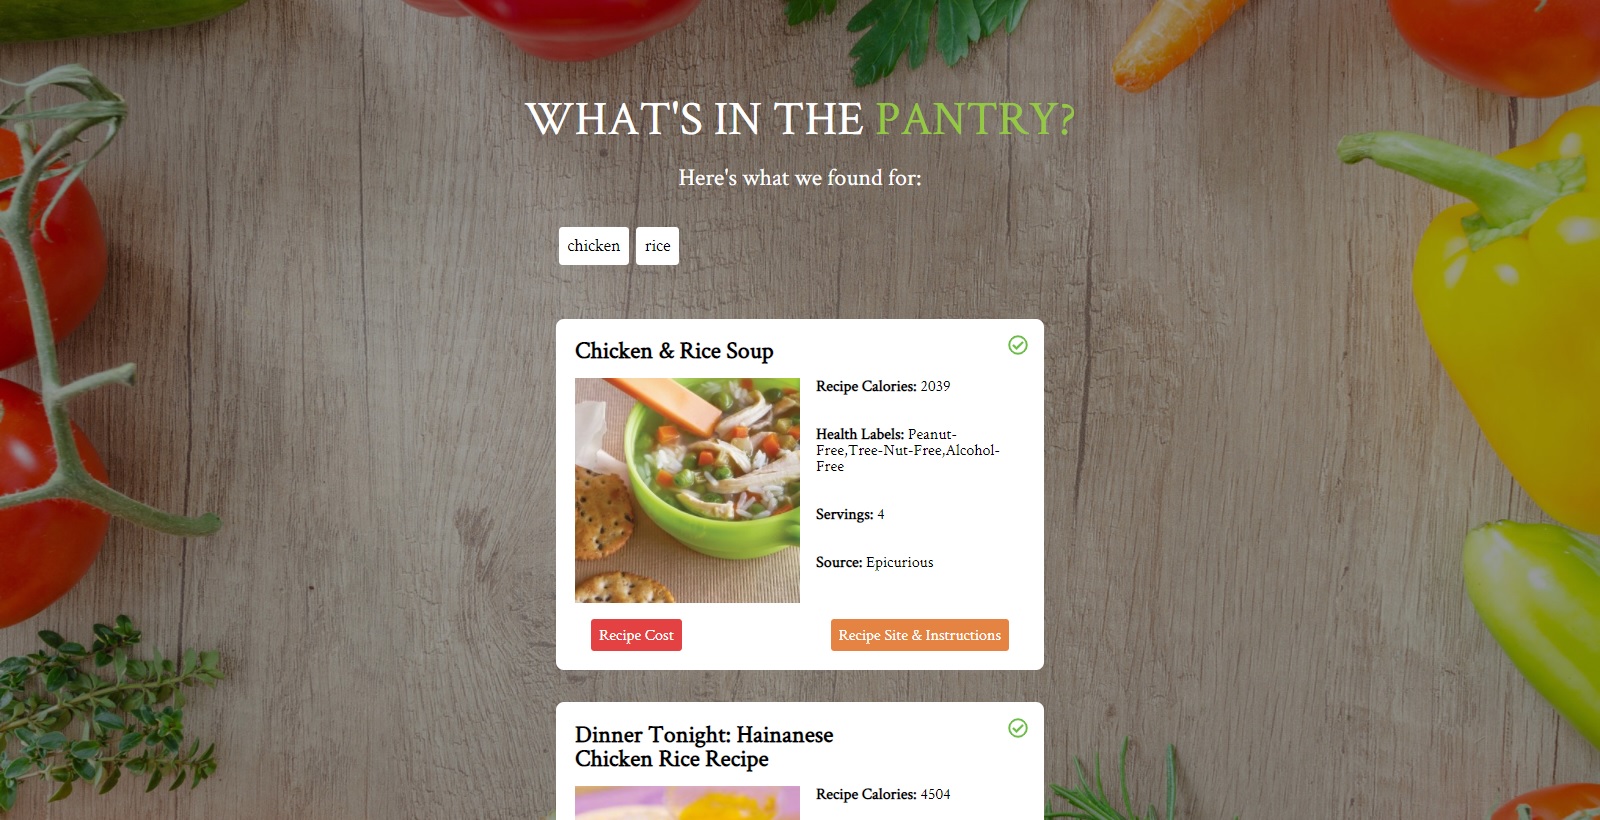 WHAT'S IN THE PANTRY?
Here's what we found for:
chicken rice
Chicken & Rice Soup
Recipe Calories: 2039
Health Labels: Peanut-
Free,Tree-Nut-Free,Alcohol-
Free
Servings: 4
Source: Epicurious
Recipe Cost
Recipe Site & Instructions
Dinner Tonight: Hainanese
Chicken Rice Recipe
Recipe Calories: 4504